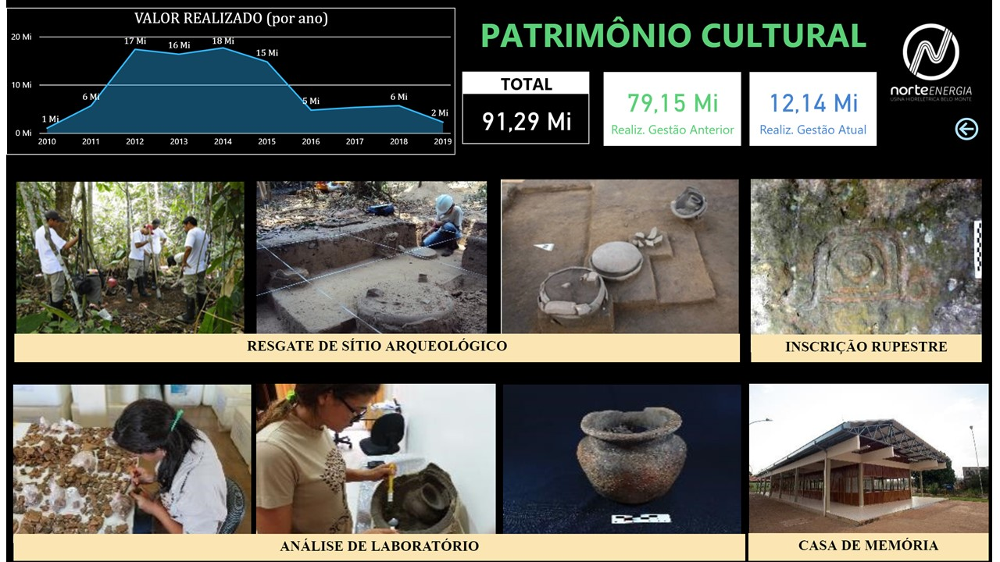 VALOR REALIZADO (por ano)
20 Mi
10 Mi
0 Mi
1 Mi
6 Mi
17 Mi
16 Mi
18 Mi
15 Mi
5 Mi
6 Mi
2 Mi
2010 2011 2012 2013 2014 2015 2016 2017 2018 2019
PATRIMÔNIO CULTURAL
TOTAL
91,29 Mi
79,15 Mi
Realiz. Gestão Anterior
12,14 Mi
Realiz. Gestão Atual
norteENERGIA
USINA HIDRELÉTRICA BELO MONTE
RESGATE DE SÍTIO ARQUEOLÓGICO
INSCRIÇÃO RUPESTRE
ANÁLISE DE LABORATÓRIO
CASA DE MEMÓRIA